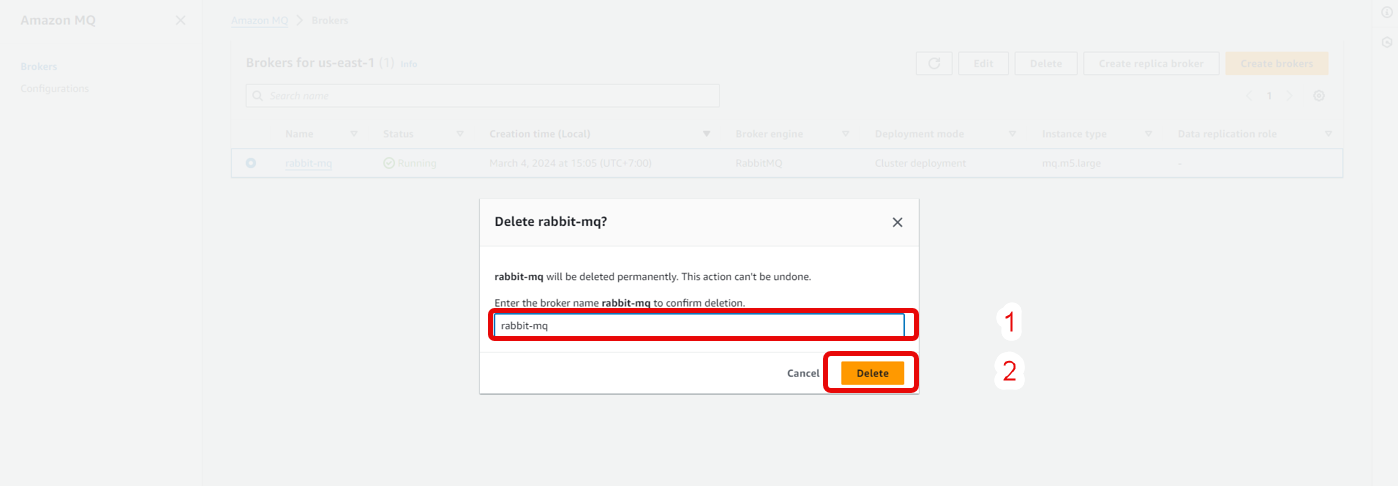 Amazon MQ
Amazon MQ > Brokers
Brokers
Configurations
Brokers for us-east-1 (1) Info
Edit
Delete
Create replica broker
Create brokers
Search name
1
Name
Status
Creation time (Local)
Broker engine
Deployment mode
Instance type
Data replication role
rabbit-mq
Running
March 4, 2024 at 15:05 (UTC+7:00)
RabbitMQ
Cluster deployment
mq.m5.large
-
Delete rabbit-mq?
rabbit-mq will be deleted permanently. This action can't be undone.
Enter the broker name rabbit-mq to confirm deletion.
rabbit-mq
1
Cancel
Delete
2